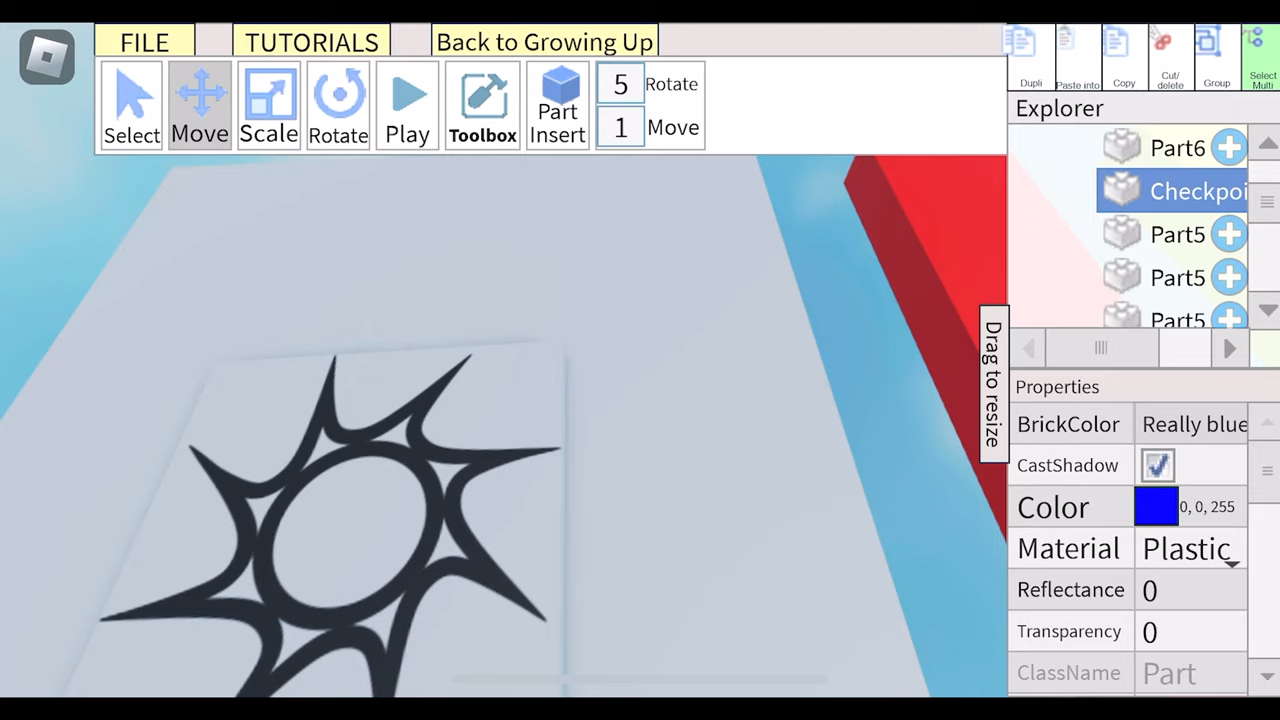 FILE
TUTORIALS
Back to Growing Up
Select
Move
Scale
Rotate
Play
Toolbox
Part
Insert
5 Rotate
1 Move
Dupli
Paste into
Copy
Cut/
delete
Group
Select
Multi
Explorer
Part6
Checkpoi
Part5
Part5
Part5
Drag to resize
Properties
BrickColor Really blue
CastShadow
Color 0, 0, 255
Material Plastic
Reflectance 0
Transparency 0
ClassName Part